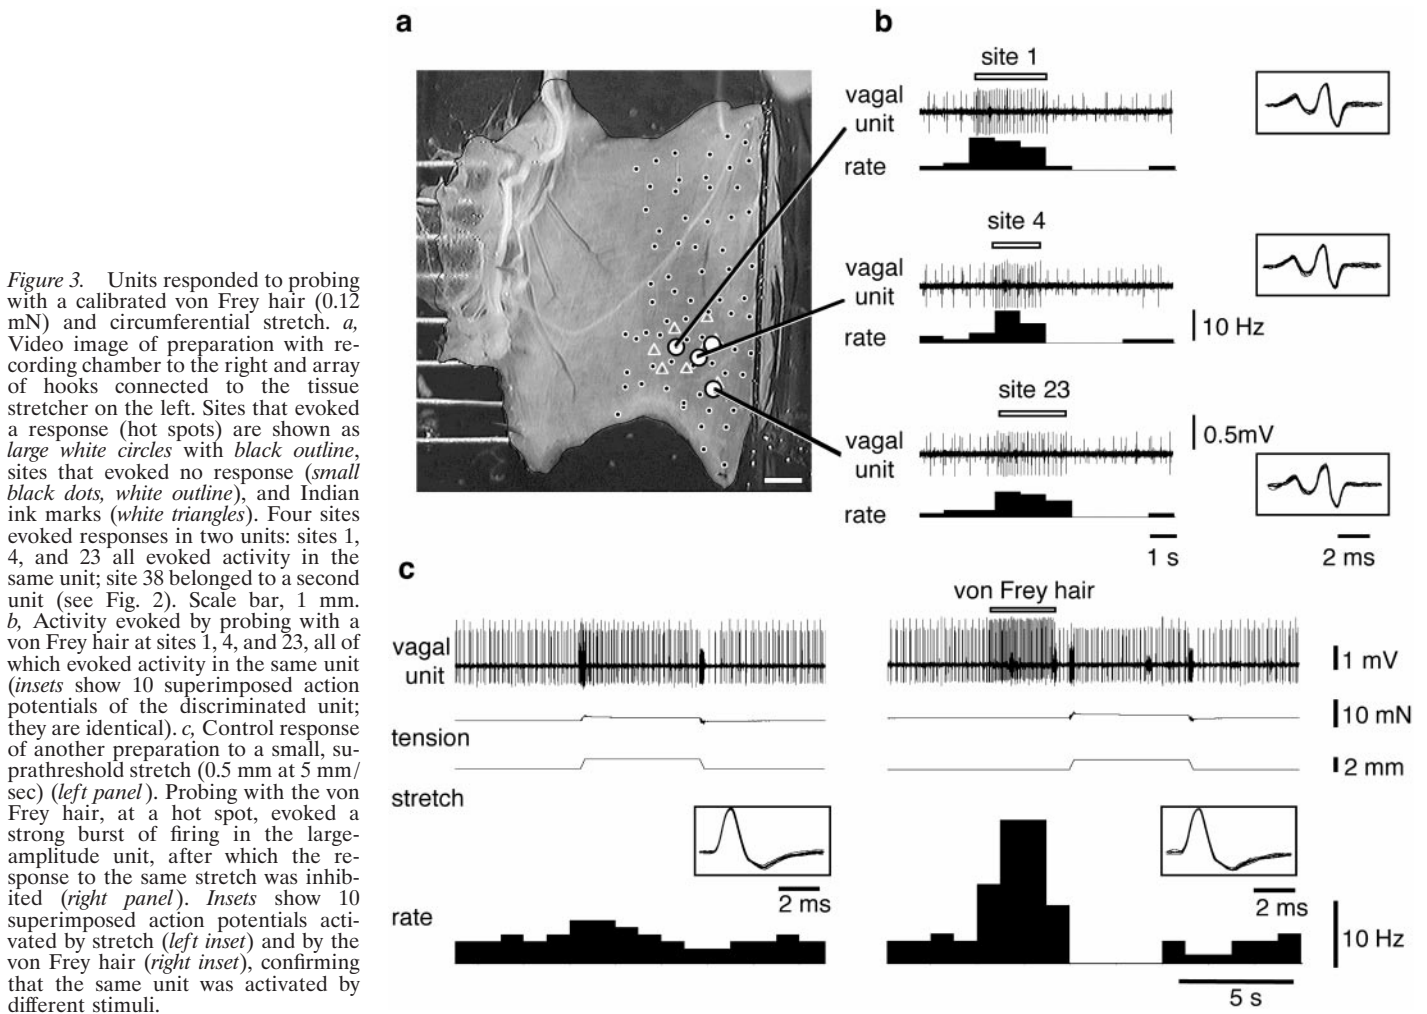 Figure 3. Units responded to probing
with a calibrated von Frey hair (0.12
mN) and circumferential stretch. a,
Video image of preparation with re-
cording chamber to the right and array
of hooks connected to the tissue
stretcher on the left. Sites that evoked
a response (hot spots) are shown as
large white circles with black outline,
sites that evoked no response (small
black dots, white outline), and Indian
ink marks (white triangles). Four sites
evoked responses in two units: sites 1,
4, and 23 all evoked activity in the
same unit; site 38 belonged to a second
unit (see Fig. 2). Scale bar, 1 mm.
b, Activity evoked by probing with a
von Frey hair at sites 1, 4, and 23, all of
which evoked activity in the same unit
(insets show 10 superimposed action
potentials of the discriminated unit;
they are identical). c, Control response
of another preparation to a small, su-
prathreshold stretch (0.5 mm at 5 mm/
sec) (left panel). Probing with the von
Frey hair, at a hot spot, evoked a
strong burst of firing in the large-
amplitude unit, after which the re-
sponse to the same stretch was inhib-
ited (right panel). Insets show 10
superimposed action potentials acti-
vated by stretch (left inset) and by the
von Frey hair (right inset), confirming
that the same unit was activated by
different stimuli.
a
b
site 1
vagal
unit
rate
site 4
vagal
unit
rate
10 Hz
site 23
vagal
unit
0.5mV
rate
1 s
2 ms
c
von Frey hair
vagal
unit
1 mV
10 mN
tension
2 mm
stretch
2 ms
2 ms
rate
10 Hz
5 s